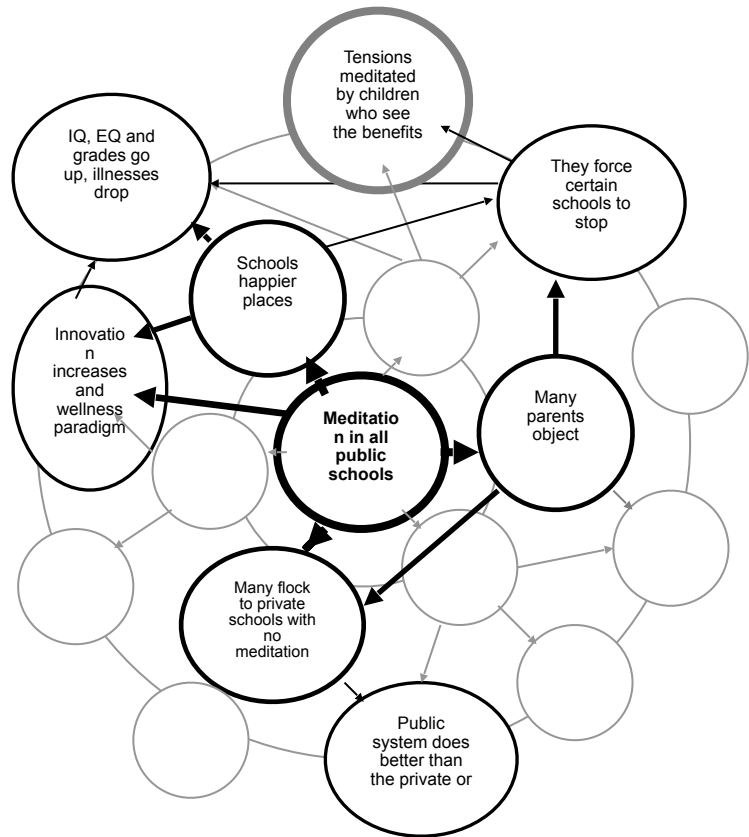 Tensions
meditated
by children
who see
the benefits
IQ, EQ and
grades go
up, illnesses
drop
They force
certain
schools to
stop
Schools
happier
places
Innovatio
n
increases
and
wellness
paradigm
Meditatio
n in all
public
schools
Many
parents
object
Many flock
to private
schools with
no
meditation
Public
system does
better than
the private or